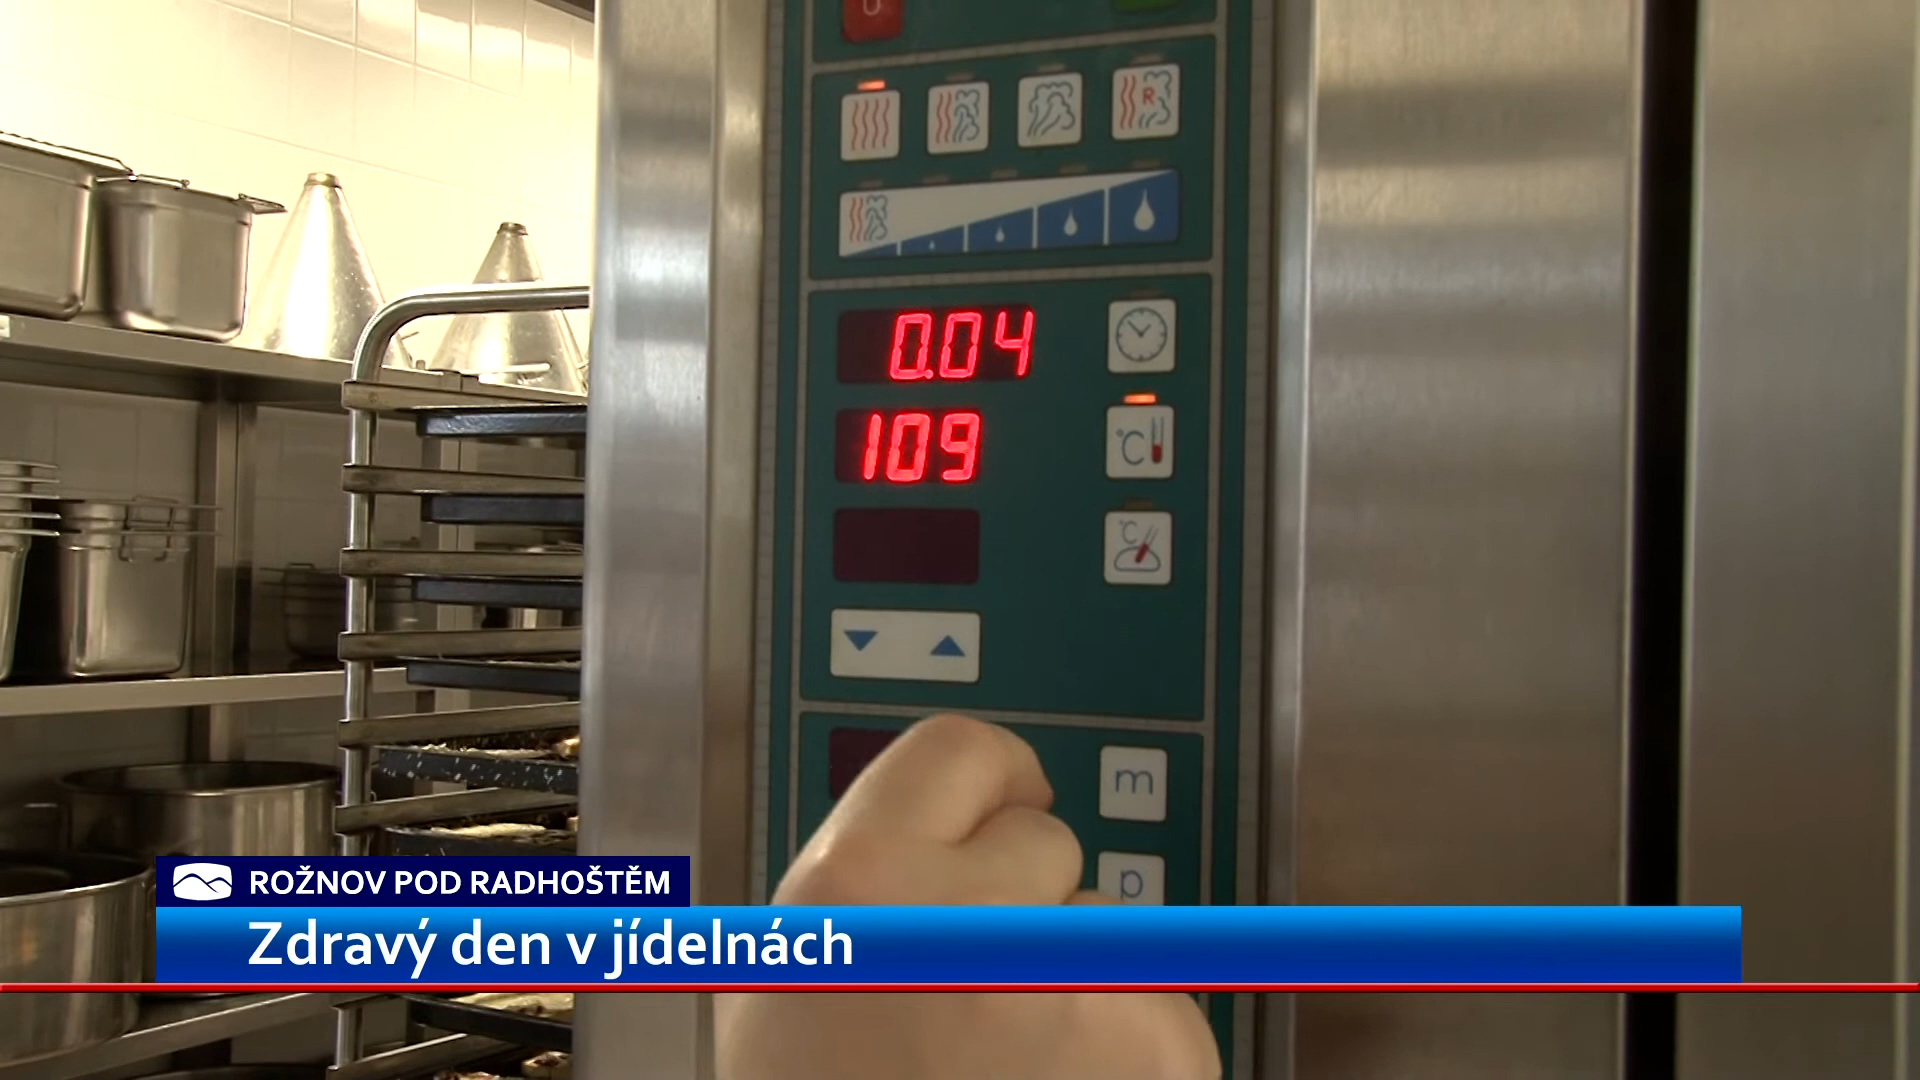 R
0.04
109
°C
°C
m
p
ROŽNOV POD RADHOŠTĚM
Zdravý den v jídelnách